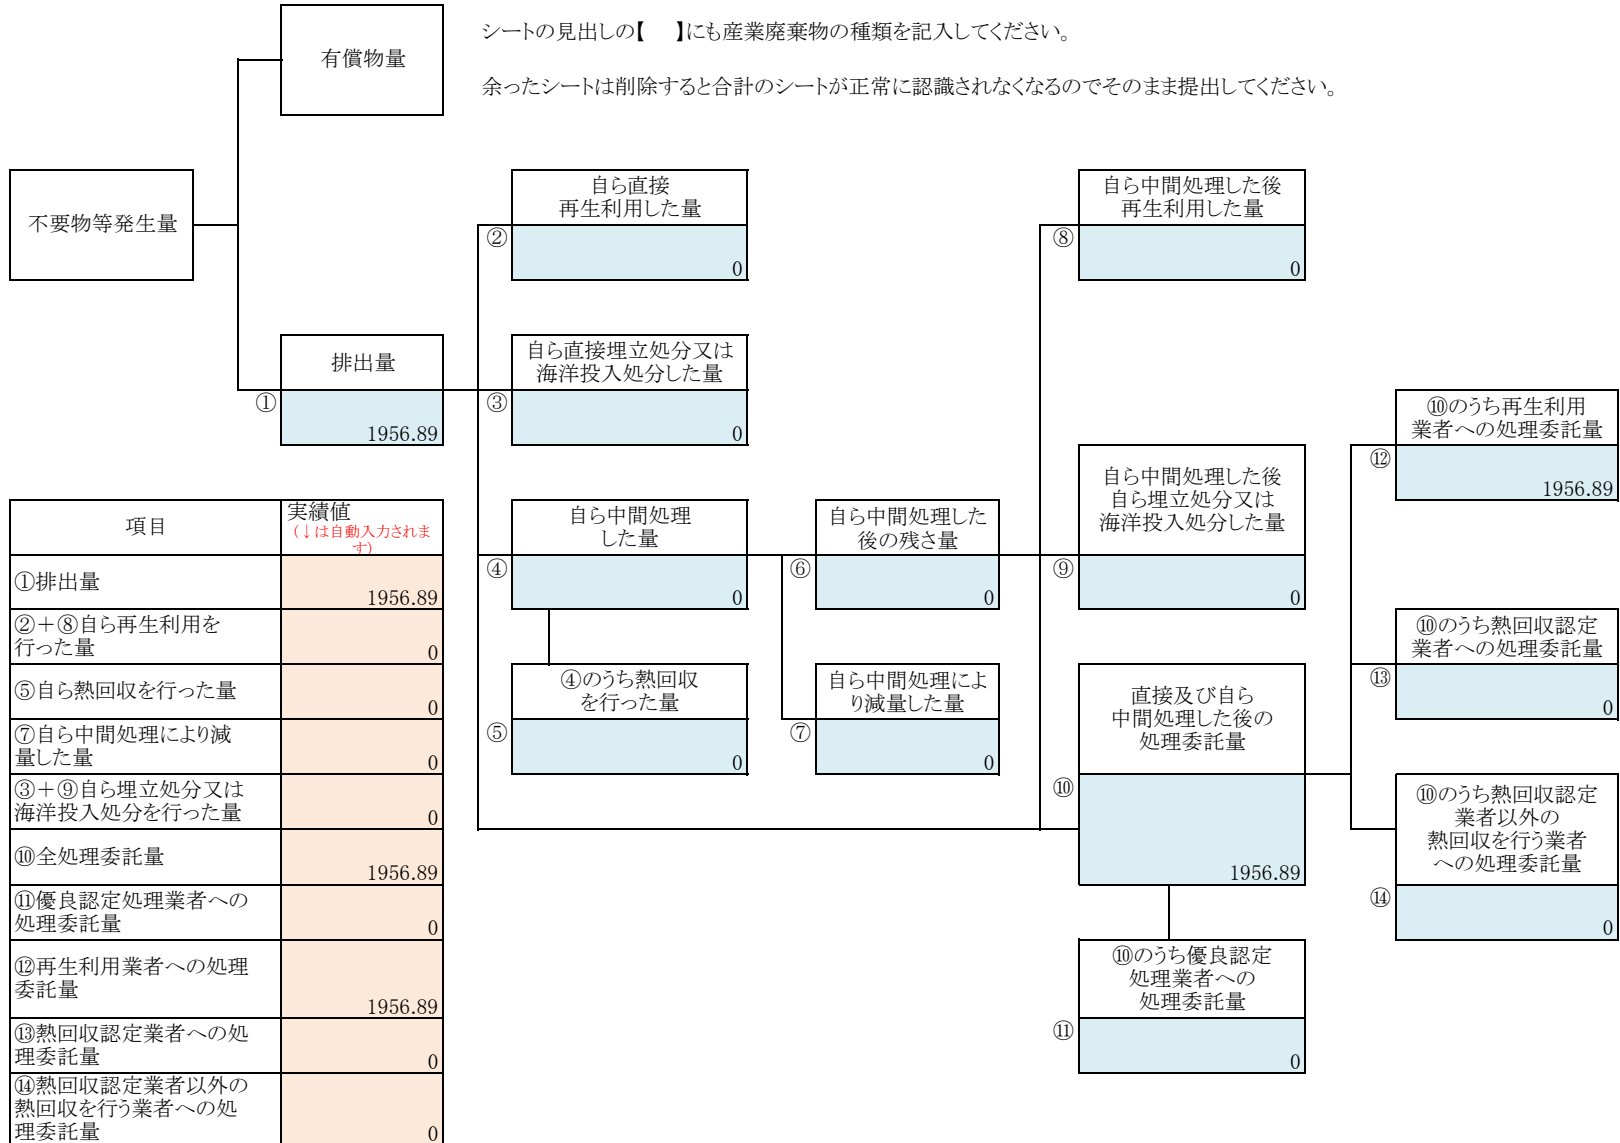 有償物量
シートの見出しの【　】にも産業廃棄物の種類を記入してください。
余ったシートは削除すると合計のシートが正常に認識されなくなるのでそのまま提出してください。
不要物等発生量
自ら直接
再生利用した量
②
0
自ら中間処理した後
再生利用した量
⑧
0
排出量
①
1956.89
自ら直接埋立処分又は
海洋投入処分した量
③
0
⑩のうち再生利用
業者への処理委託量
⑫
1956.89
自ら中間処理
した量
④
0
自ら中間処理した
後の残さ量
⑥
0
自ら中間処理した後
自ら埋立処分又は
海洋投入処分した量
⑨
0
⑩のうち熱回収認定
業者への処理委託量
⑬
0
④のうち熱回収
を行った量
⑤
0
自ら中間処理によ
り減量した量
⑦
0
直接及び自ら
中間処理した後の
処理委託量
⑩
1956.89
⑩のうち熱回収認定
業者以外の
熱回収を行う業者
への処理委託量
⑭
0
⑩のうち優良認定
処理業者への
処理委託量
⑪
0
項目
実績値
(↓は自動入力されま
す)
①排出量
1956.89
②＋⑧自ら再生利用を
行った量
0
⑤自ら熱回収を行った量
0
⑦自ら中間処理により減
量した量
0
③＋⑨自ら埋立処分又は
海洋投入処分を行った量
0
⑩全処理委託量
1956.89
⑪優良認定処理業者への
処理委託量
0
⑫再生利用業者への処理
委託量
1956.89
⑬熱回収認定業者への処
理委託量
0
⑭熱回収認定業者以外の
熱回収を行う業者への処
理委託量
0